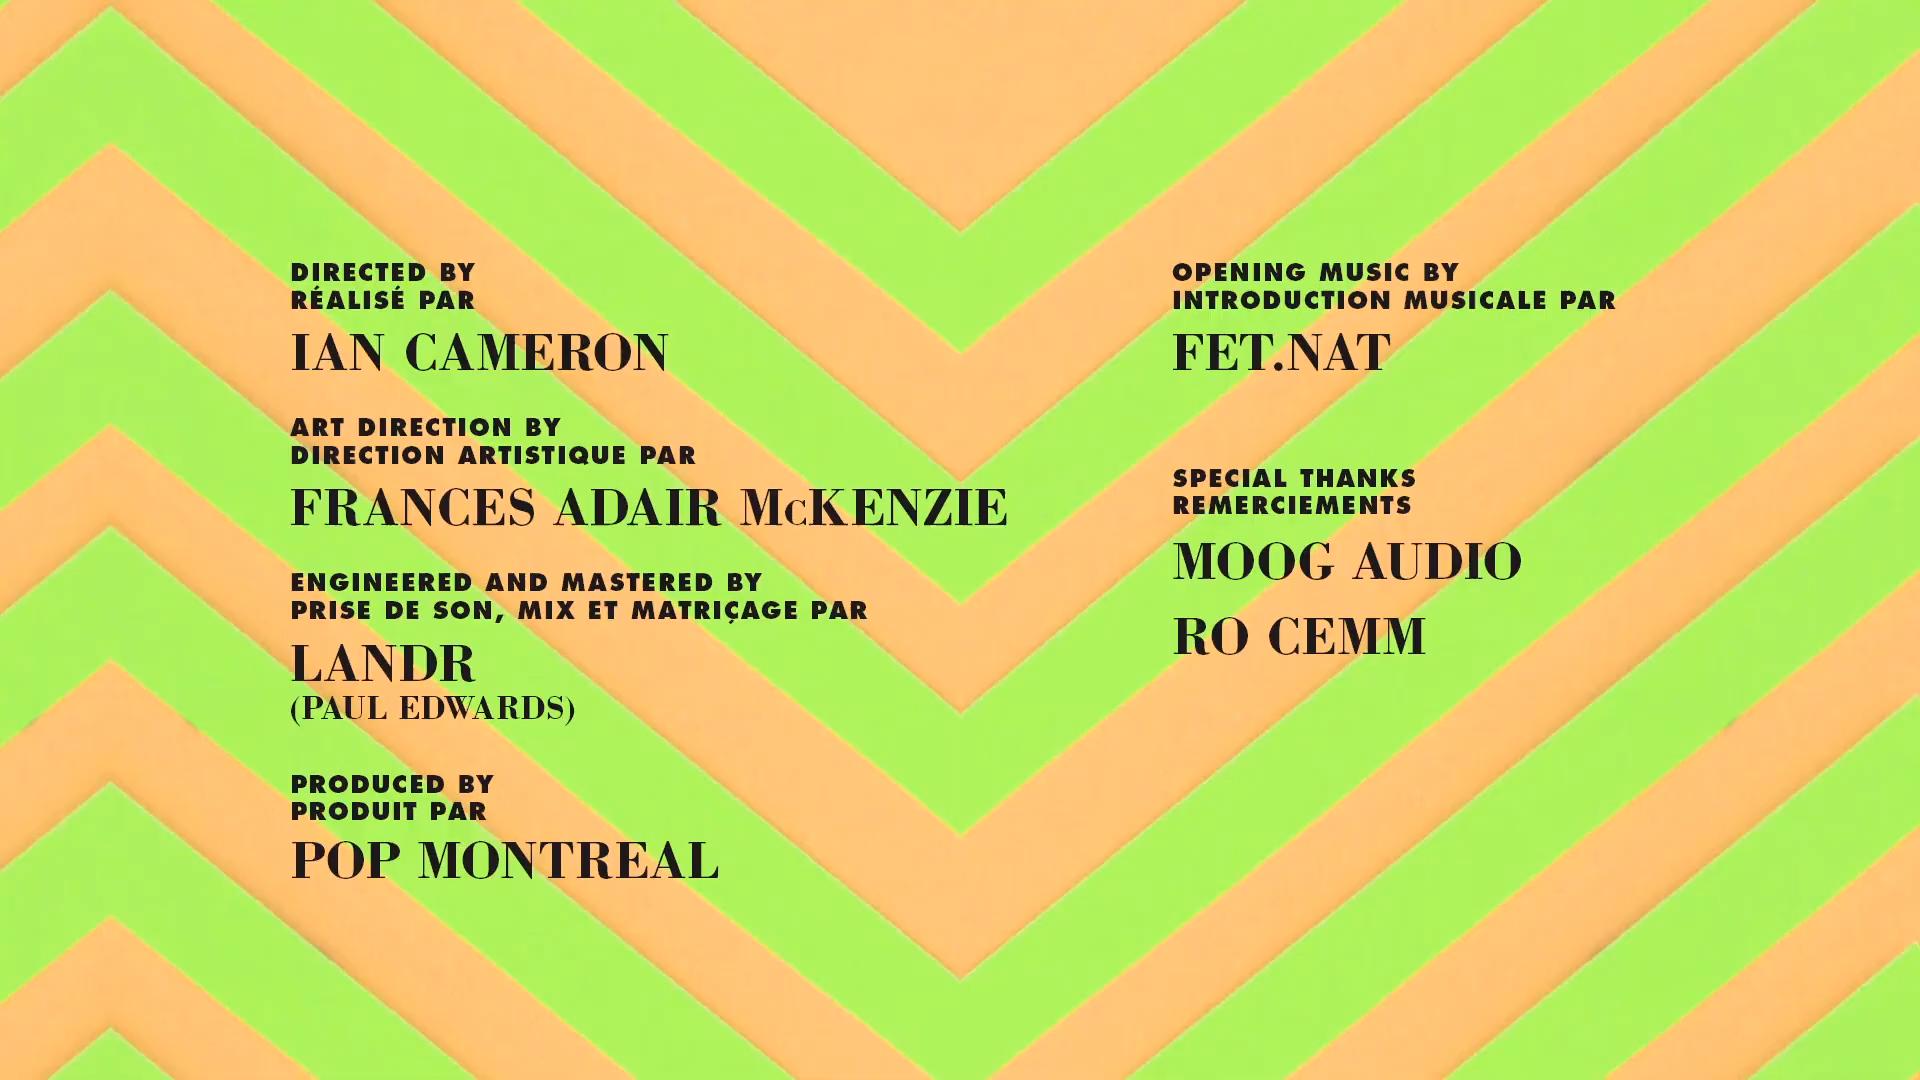 DIRECTED BY
RÉALISÉ PAR
IAN CAMERON
ART DIRECTION BY
DIRECTION ARTISTIQUE PAR
FRANCES ADAIR McKENZIE
ENGINEERED AND MASTERED BY
PRISE DE SON, MIX ET MATRIÇAGE PAR
LANDR
(PAUL EDWARDS)
PRODUCED BY
PRODUIT PAR
POP MONTREAL
OPENING MUSIC BY
INTRODUCTION MUSICALE PAR
FET.NAT
SPECIAL THANKS
REMERCIEMENTS
MOOG AUDIO
RO CEMM